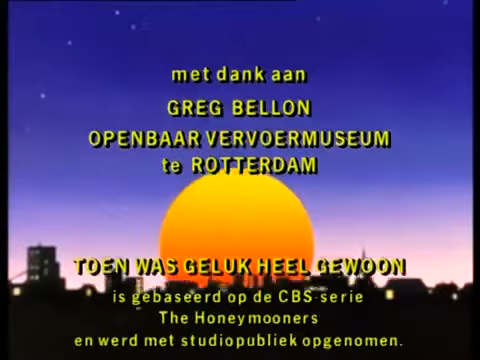 met dank aan
GREG BELLON
OPENBAAR VERVOERMUSEUM
te ROTTERDAM
TOEN WAS GELUK HEEL GEWOON
is gebaseerd op de CBS serie
The Honeymooners
en werd met studiopubliek opgenomen.